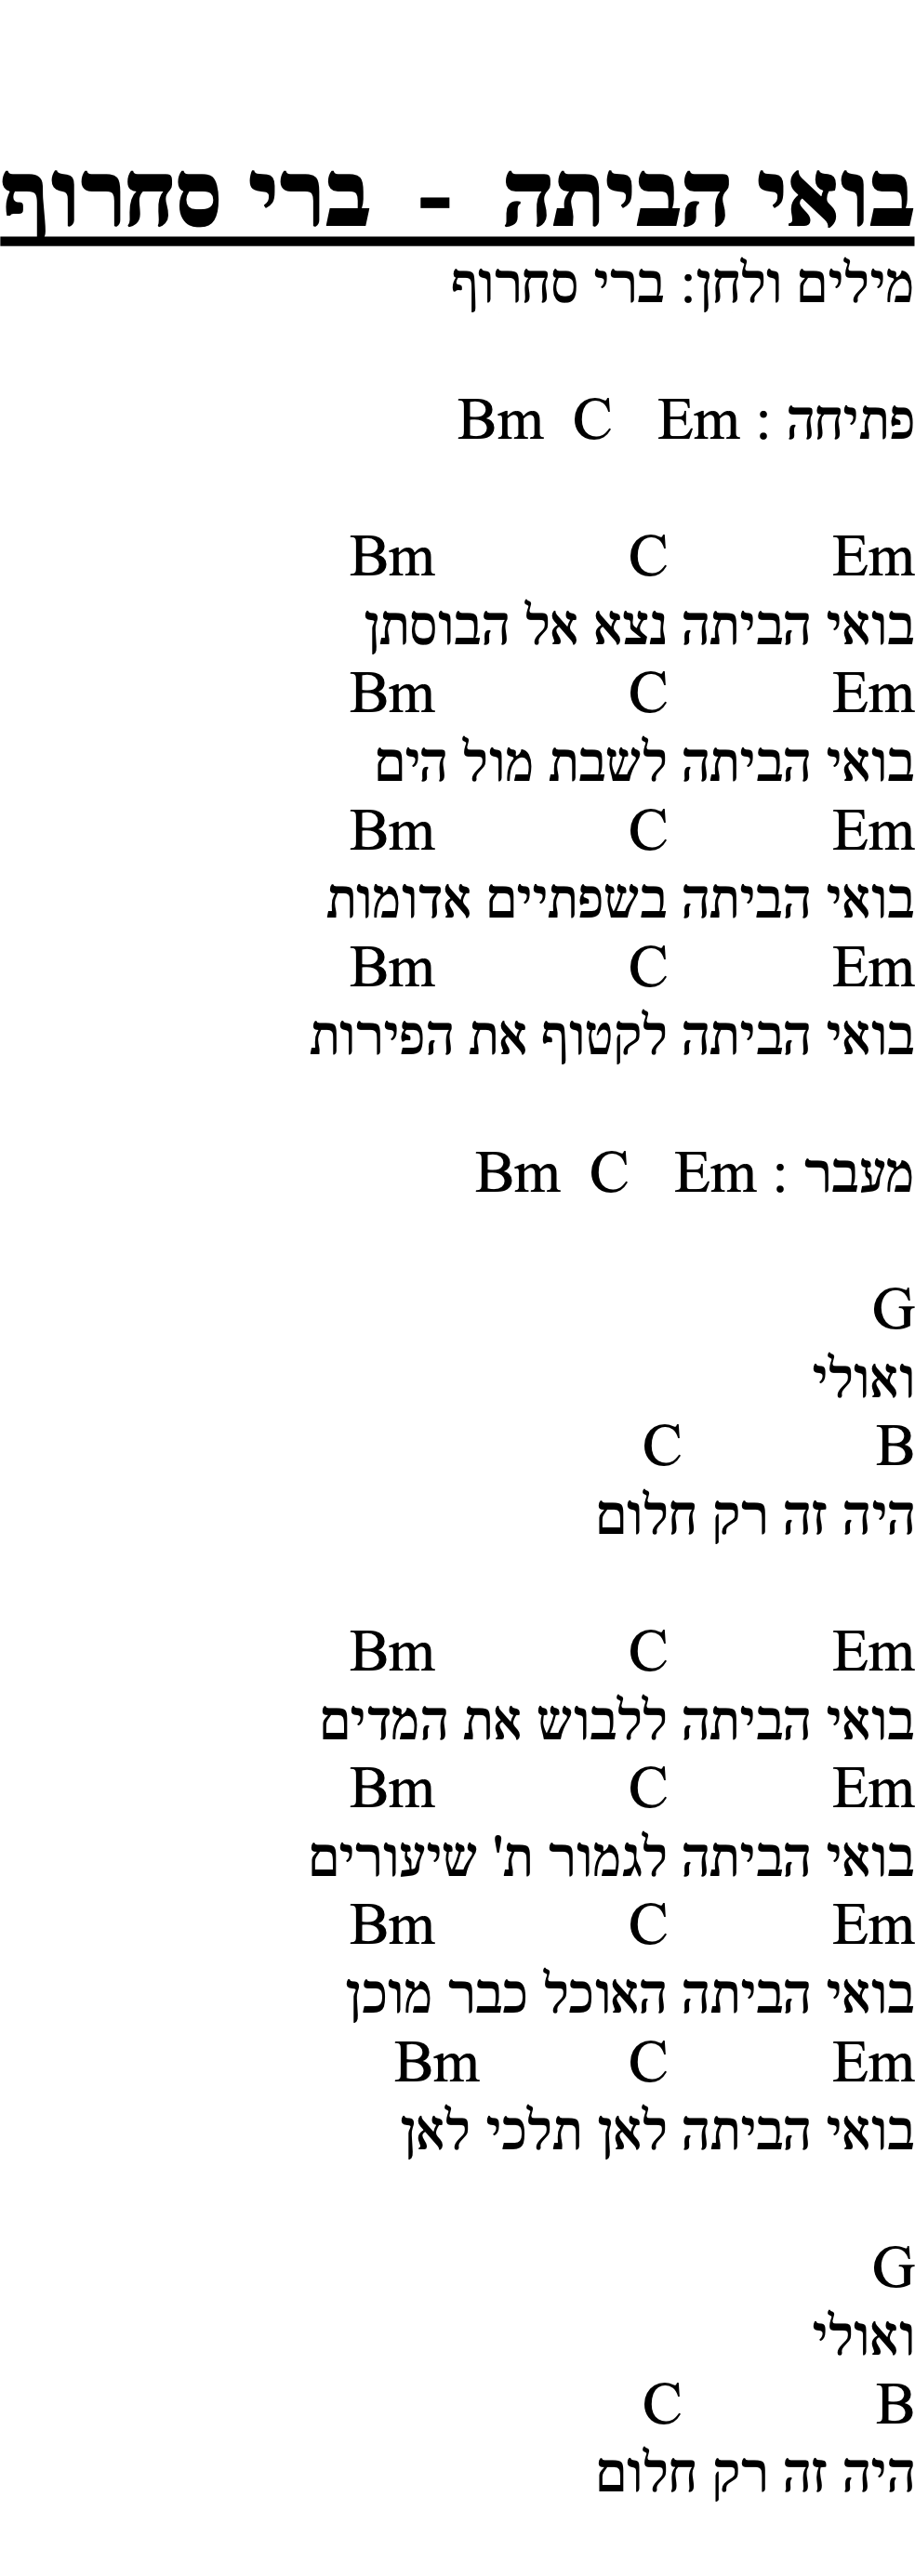 בואי הביתה - ברי סחרוף
מילים ולחן: ברי סחרוף
פתיחה : Em C Bm
Em C Bm
בואי הביתה נצא אל הבוסתן
Em C Bm
בואי הביתה לשבת מול הים
Em C Bm
בואי הביתה בשפתיים אדומות
Em C Bm
בואי הביתה לקטוף את הפירות
מעבר : Em C Bm
G
ואולי
B C
היה זה רק חלום
Em C Bm
בואי הביתה ללבוש את המדים
Em C Bm
בואי הביתה לגמור ת' שיעורים
Em C Bm
בואי הביתה האוכל כבר מוכן
Em C Bm
בואי הביתה לאן תלכי לאן
G
ואולי
B C
היה זה רק חלום